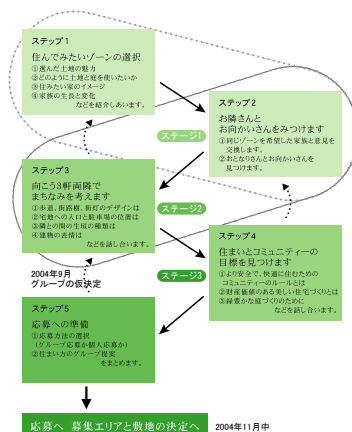 ステップ１
住んでみたいゾーンの選択
①選んだ土地の魅力
②どのように土地と庭を使いたいか
③住みたい家のイメージ
④家族の生長と変化
などを紹介しあいます。
ステップ２
お隣さんと
お向かいさんをみつけます
①同じゾーンを希望した家族と意見を
交換します。
②おとなりさんとお向かいさんを
見つけます。
ステージ1
ステップ３
向こう3軒両隣で
まちなみを考えます
①歩道、街路樹、街灯のデザインは
②宅地への入口と駐車場の位置は
③隣との間の生垣の種類は
④建物の表情は
などを話し合います。
ステージ2
ステップ４
住まいとコミュニティーの
目標を見つけます
①より安全で、快適に住むための
コミュニティーのルールとは
②財産価値のある美しい住宅づくりとは
③緑豊かな庭づくりのために
などを話し合います。
ステージ3
2004年9月
グループの仮決定
ステップ５
応募への準備
①応募方法の選択
(グループ応募か個人応募か)
②住まい方のグループ提案
をまとめます。
応募へ 募集エリアと敷地の決定へ
2004年11月中